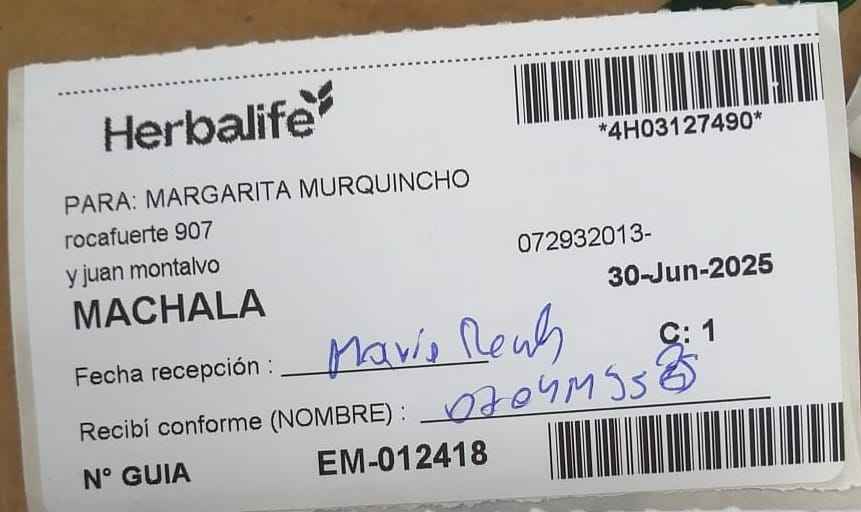 Herbalife
*4H03127490*
PARA: MARGARITA MURQUINCHO
rocafuerte 907
072932013-
y juan montalvo
30-Jun-2025
MACHALA
C: 1
Fecha recepción :
Recibí conforme (NOMBRE) :
N° GUIA EM-012418